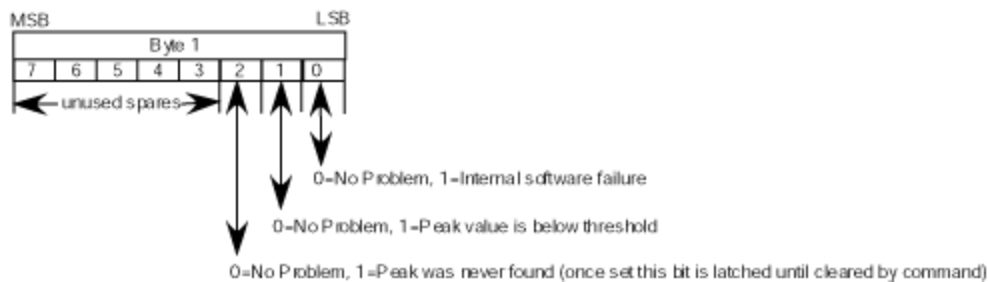 MSB LSB
Byte 1
7 6 5 4 3 2 1 0
unused spares
0=No Problem, 1=Internal software failure
0=No Problem, 1=Peak value is below threshold
0=No Problem, 1=Peak was never found (once set this bit is latched until cleared by command)